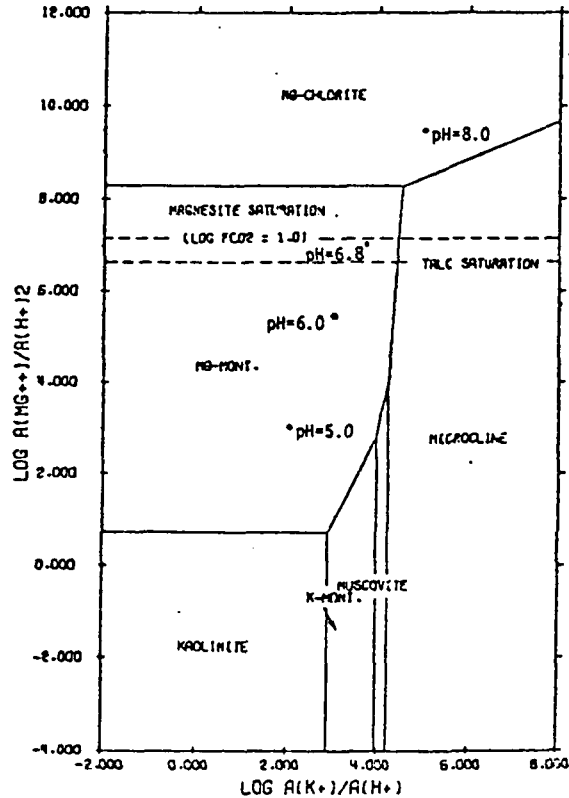 12.000
10.000
8.000
6.000
4.000
2.000
0.000
-2.000
-4.000
LOG A(MG++)/A(H+)2
MG-CHLORITE
*pH=8.0
MAGNESITE SATURATION
(LOG FCO2 = 1.0)
pH=6.8*
TALC SATURATION
pH=6.0*
MG-MONT.
*pH=5.0
MICROCLINE
MUSCOVITE
K-MONT.
KAOLINITE
-2.000 0.000 2.000 4.000 6.000 8.000
LOG A(K+)/A(H+)